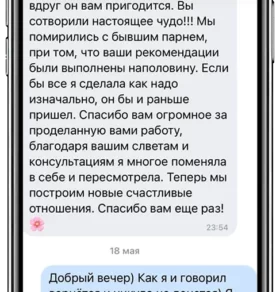 вдруг он вам пригодится. Вы
сотворили настоящее чудо!!! Мы
помирились с бывшим парнем,
при том, что ваши рекомендации
были выполнены наполовину. Если
бы все я сделала как надо
изначально, он бы и раньше
пришел. Спасибо вам огромное за
проделанную вами работу,
благодаря вашим слветам и
консультациям я многое поменяла
в себе и пересмотрела. Теперь мы
построим новые счастливые
отношения. Спасибо вам еще раз!
🌸 23:54
18 мая
Добрый вечер) Как я и говорил